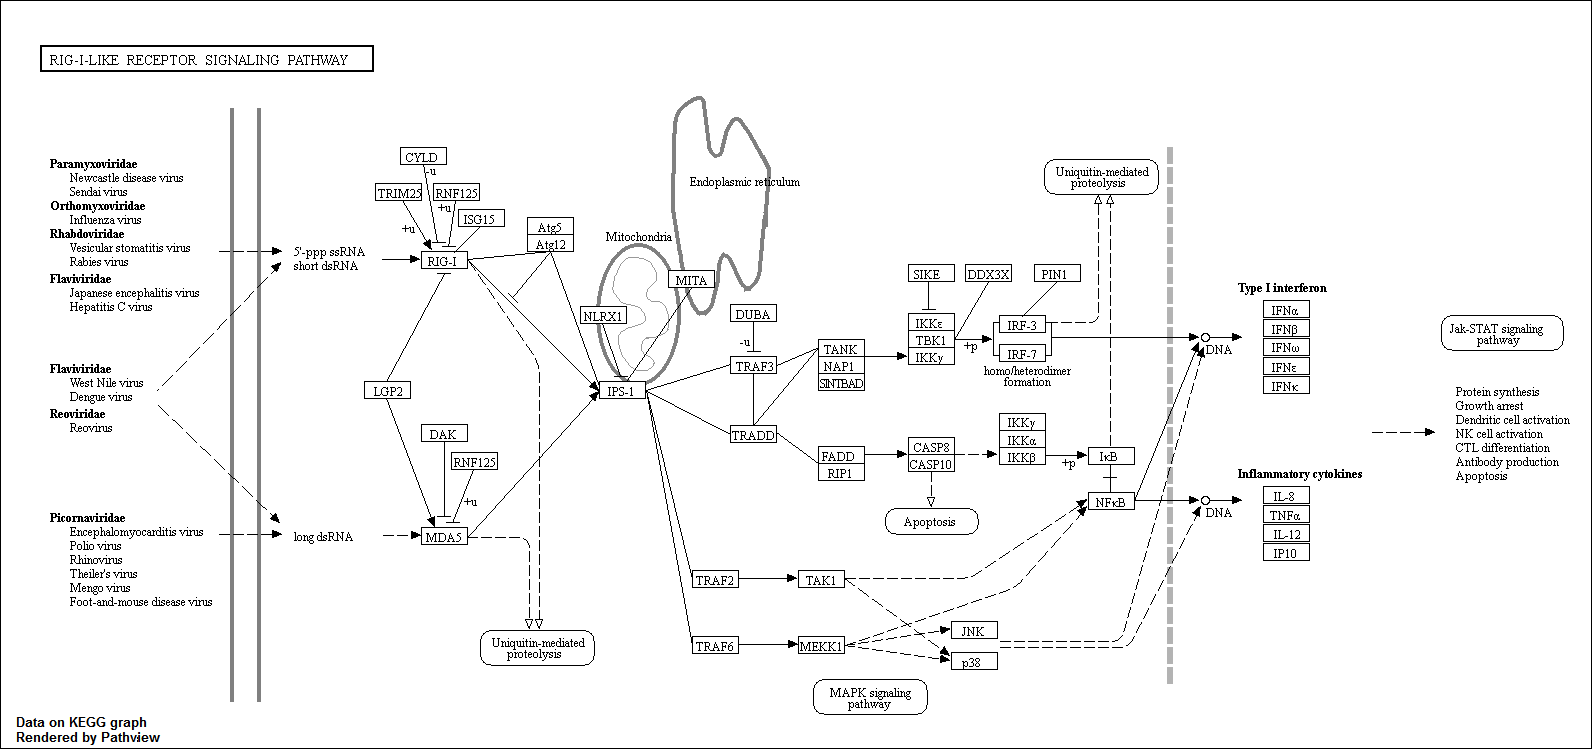 RIG-I-LIKE RECEPTOR SIGNALING PATHWAY
Paramyxoviridae
Newcastle disease virus
Sendai virus
Orthomyxoviridae
Influenza virus
Rhabdoviridae
Vesicular stomatitis virus
Rabies virus
Flaviviridae
Japanese encephalitis virus
Hepatitis C virus
Flaviviridae
West Nile virus
Dengue virus
Reoviridae
Reovirus
Picornaviridae
Encephalomyocarditis virus
Polio virus
Rhinovirus
Theiler's virus
Mengo virus
Foot-and-mouse disease virus
5'-ppp ssRNA
short dsRNA
long dsRNA
CYLD
-u
TRIM25
RNF125
+u
+u
ISG15
RIG-I
Atg5
Atg12
LGP2
DAK
RNF125
+u
MDA5
Uniquitin-mediated
proteolysis
Mitochondria
Endoplasmic reticulum
MITA
NLRX1
IPS-1
DUBA
-u
TRAF3
TRADD
TANK
NAP1
SINTBAD
FADD
RIP1
TRAF2
TAK1
TRAF6
MEKK1
MAPK signaling
pathway
SIKE
DDX3X
PIN1
IKKε
TBK1
IKKγ
+p
IRF-3
IRF-7
homo/heterodimer
formation
Uniquitin-mediated
proteolysis
CASP8
CASP10
Apoptosis
IKKγ
IKKα
IKKβ
+p
IκB
NFκB
JNK
p38
DNA
DNA
Type I interferon
IFNα
IFNβ
IFNω
IFNε
IFNκ
Inflammatory cytokines
IL-8
TNFα
IL-12
IP10
Jak-STAT signaling
pathway
Protein synthesis
Growth arrest
Dendritic cell activation
NK cell activation
CTL differentiation
Antibody production
Apoptosis
Data on KEGG graph
Rendered by Pathview